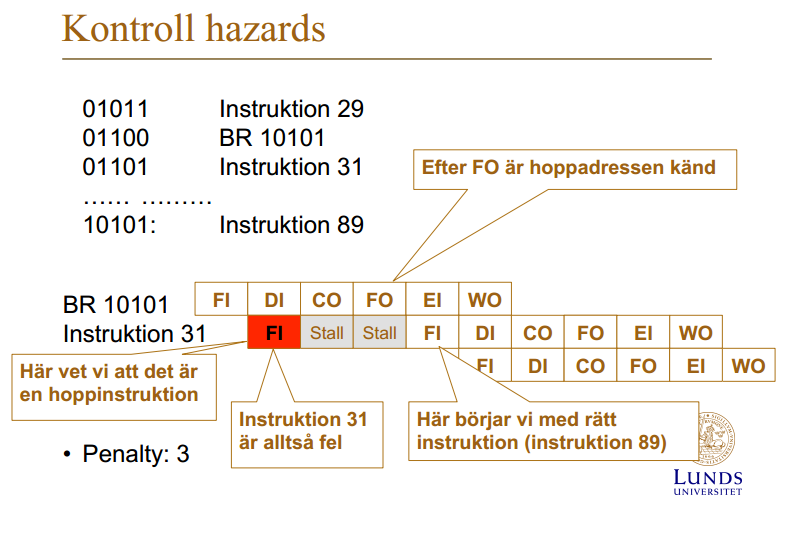 Kontroll hazards
01011 Instruktion 29
01100 BR 10101
01101 Instruktion 31
…… ………
10101: Instruktion 89
Efter FO är hoppadressen känd
BR 10101 FI DI CO FO EI WO
Instruktion 31 FI Stall Stall FI DI CO FO EI WO
FI DI CO FO EI WO
Här vet vi att det är
en hoppinstruktion
Instruktion 31
är alltså fel
Här börjar vi med rätt
instruktion (instruktion 89)
• Penalty: 3
LUNDS
UNIVERSITET